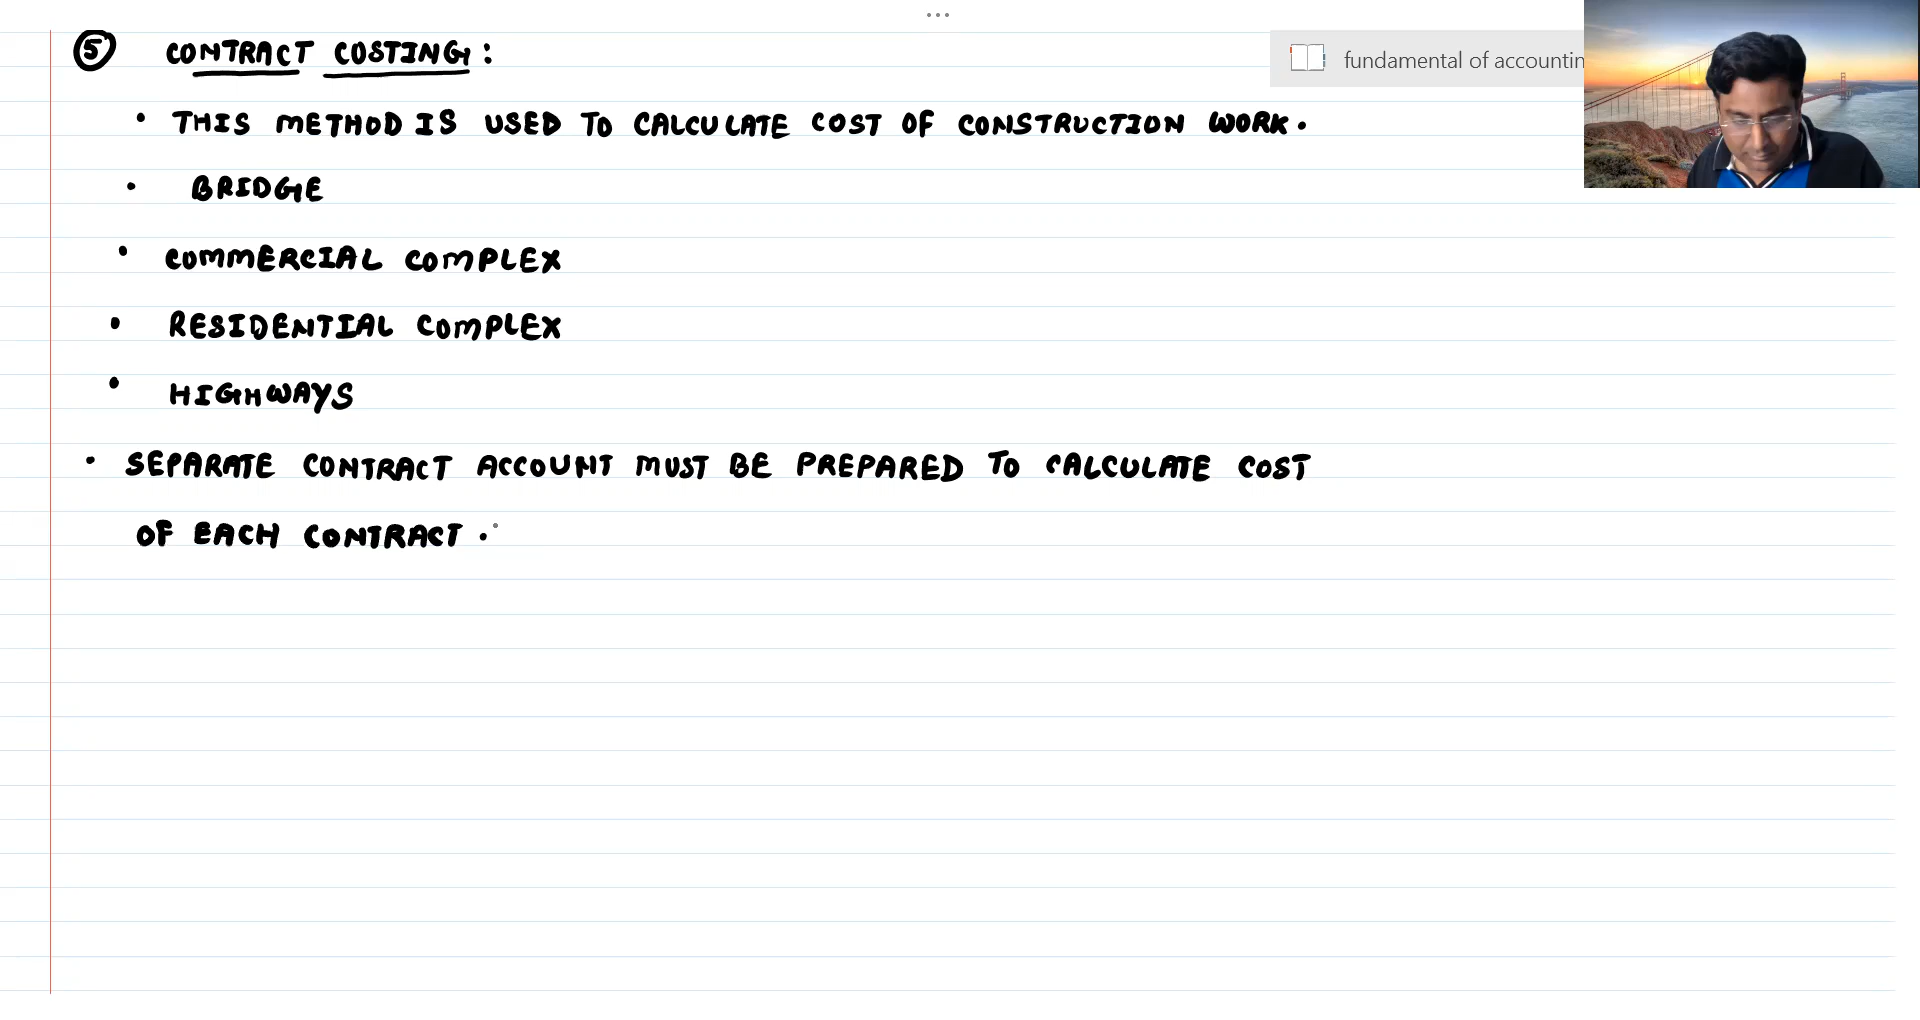 ...
⑤ CONTRACT COSTING:
fundamental of accountin
• THIS METHOD IS USED TO CALCULATE COST OF CONSTRUCTION WORK.
• BRIDGE
• COMMERCIAL COMPLEX
• RESIDENTIAL COMPLEX
• HIGHWAYS
• SEPARATE CONTRACT ACCOUNT MUST BE PREPARED TO CALCULATE COST
OF EACH CONTRACT.